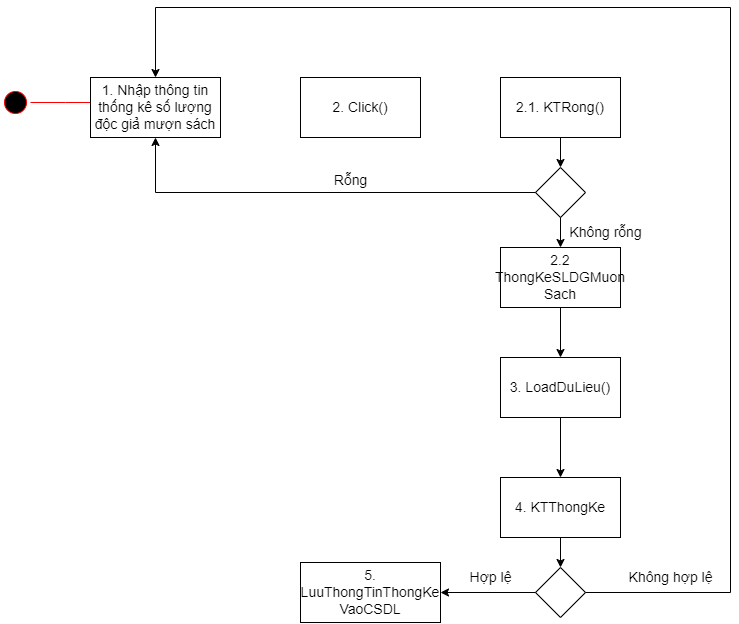 1. Nhập thông tin
thống kê số lượng
độc giả mượn sách
2. Click()
2.1. KTRong()
Rỗng
Không rỗng
2.2
ThongKeSLDGMuon
Sach
3. LoadDuLieu()
4. KTThongKe
Hợp lệ
Không hợp lệ
5.
LuuThongTinThongKe
VaoCSDL